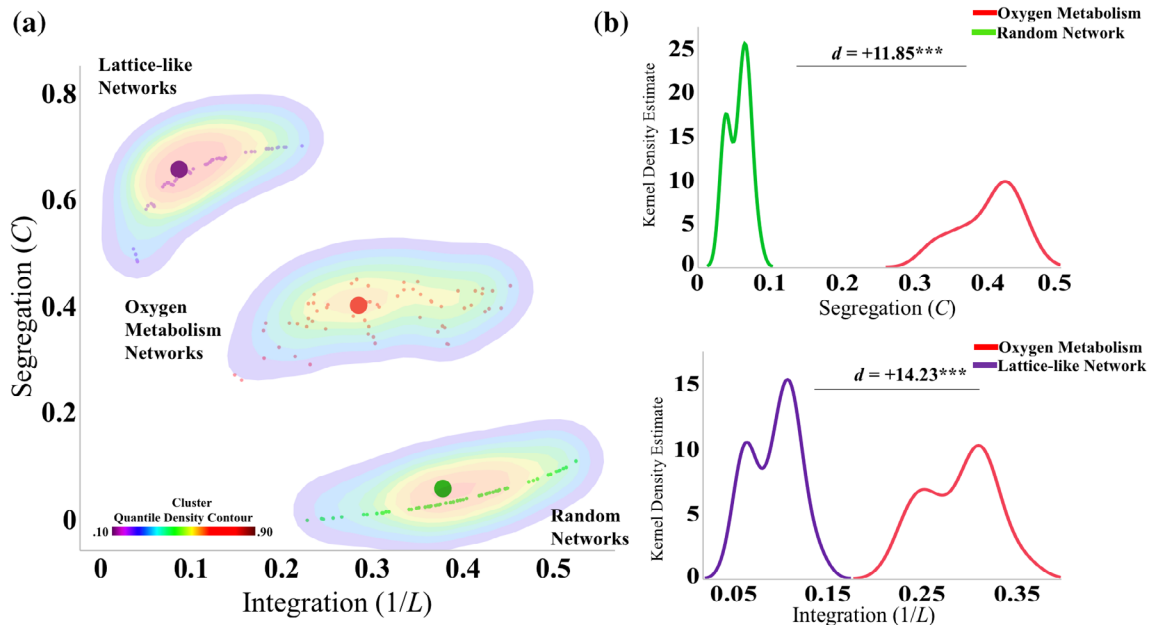 (a)
Lattice-like
Networks
0.8
0.6
0.4
0.2
0
Segregation (C)
Oxygen
Metabolism
Networks
Random
Networks
Cluster
Quantile Density Contour
.10
.90
0
0.1
0.2
0.3
0.4
0.5
Integration (1/L)
(b)
Oxygen Metabolism
Random Network
d = +11.85***
Kernel Density Estimate
25
20
15
10
5
0
0
0.1
0.2
0.3
0.4
0.5
Segregation (C)
Oxygen Metabolism
Lattice-like Network
d = +14.23***
Kernel Density Estimate
15
10
5
0
0.05
0.15
0.25
0.35
Integration (1/L)